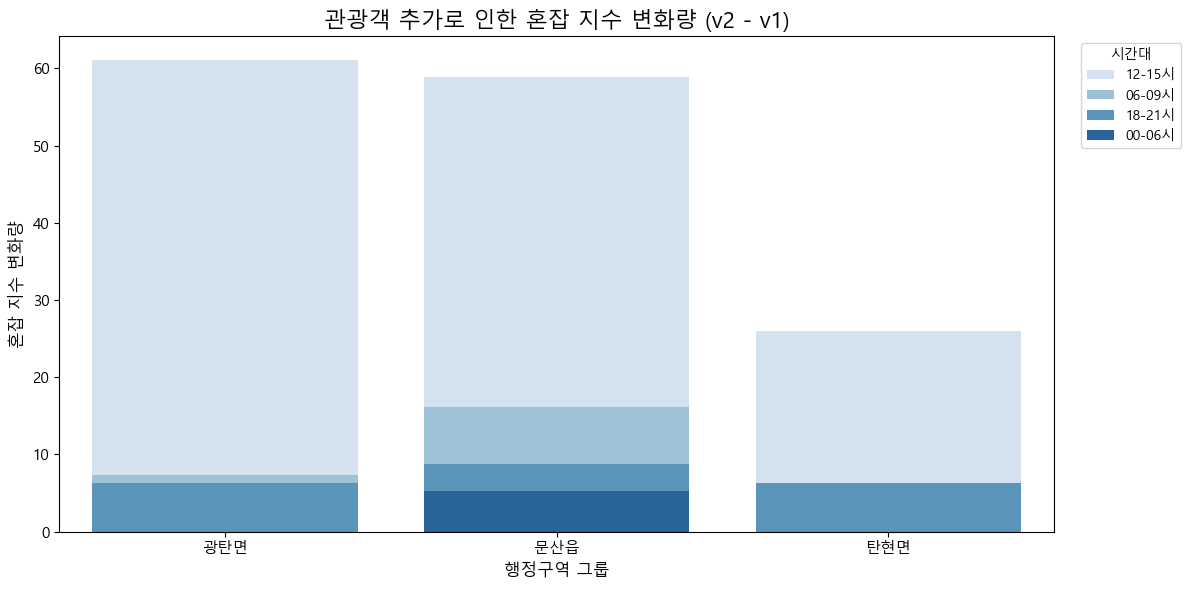 관광객 추가로 인한 혼잡 지수 변화량 (v2 - v1)
시간대
12-15시
06-09시
18-21시
00-06시
혼잡 지수 변화량
60
50
40
30
20
10
0
광탄면 문산읍 탄현면
행정구역 그룹